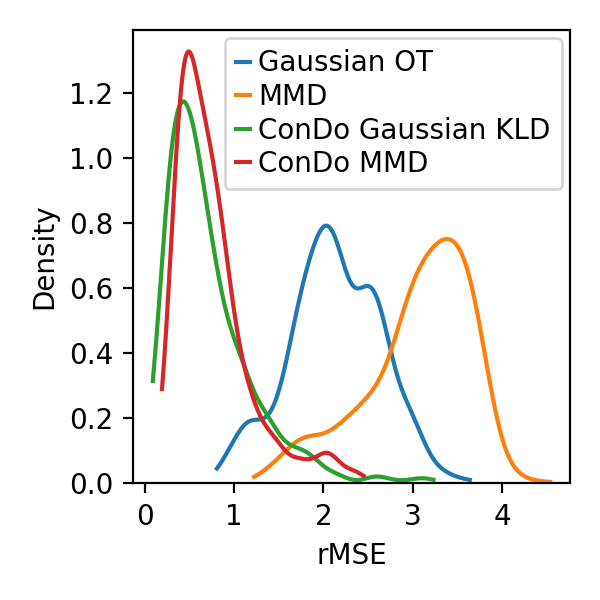 Gaussian OT
MMD
ConDo Gaussian KLD
ConDo MMD
Density
1.2
1.0
0.8
0.6
0.4
0.2
0.0
0 1 2 3 4
rMSE